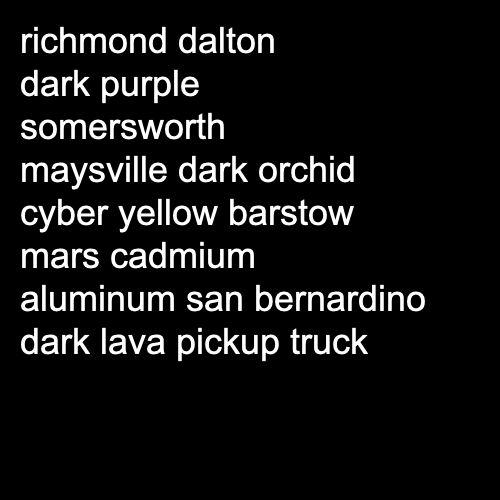 richmond dalton
dark purple
somersworth
maysville dark orchid
cyber yellow barstow
mars cadmium
aluminum san bernardino
dark lava pickup truck